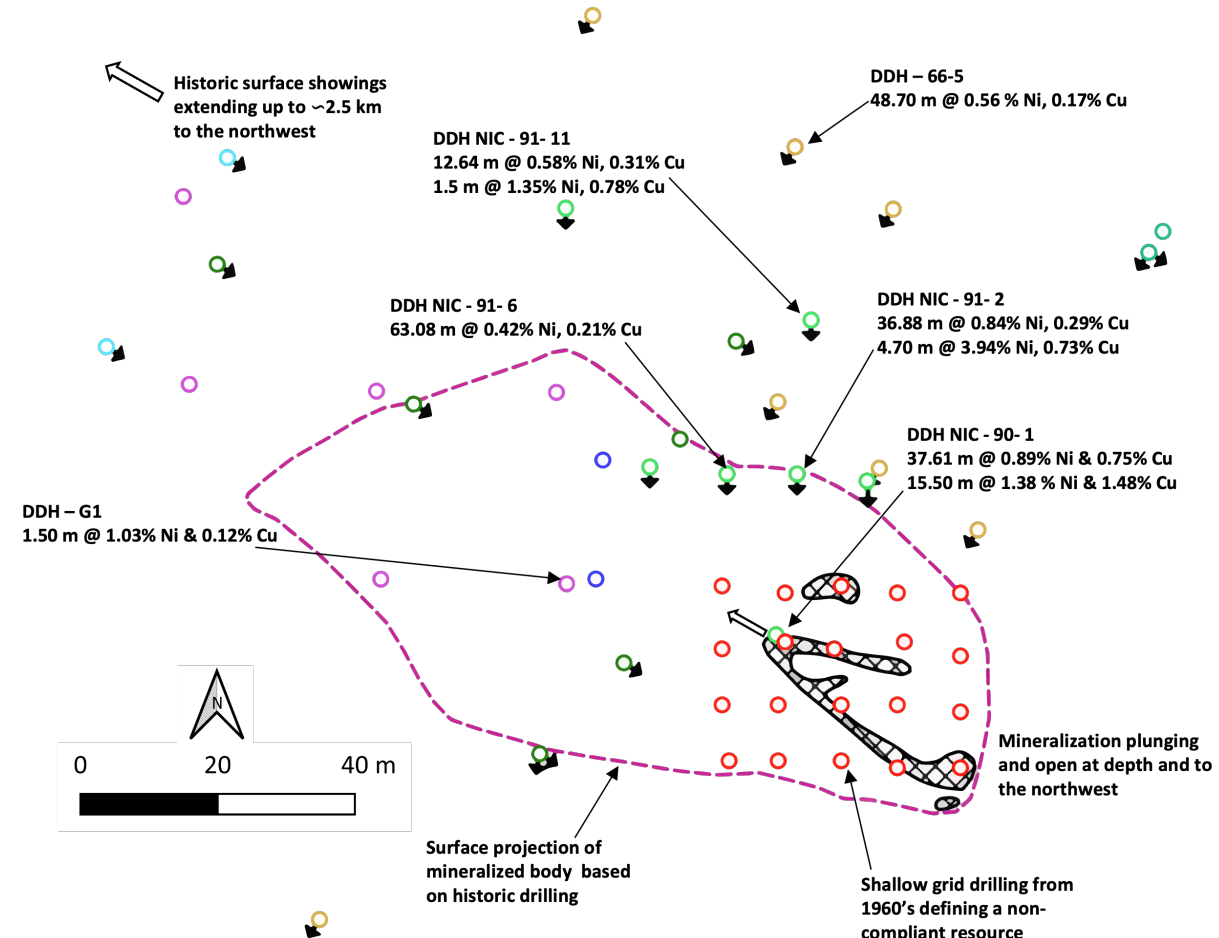 Historic surface showings
extending up to ~2.5 km
to the northwest
DDH – 66-5
48.70 m @ 0.56 % Ni, 0.17% Cu
DDH NIC - 91- 11
12.64 m @ 0.58% Ni, 0.31% Cu
1.5 m @ 1.35% Ni, 0.78% Cu
DDH NIC - 91- 6
63.08 m @ 0.42% Ni, 0.21% Cu
DDH NIC - 91- 2
36.88 m @ 0.84% Ni, 0.29% Cu
4.70 m @ 3.94% Ni, 0.73% Cu
DDH NIC - 90- 1
37.61 m @ 0.89% Ni & 0.75% Cu
15.50 m @ 1.38 % Ni & 1.48% Cu
DDH – G1
1.50 m @ 1.03% Ni & 0.12% Cu
N
0 20 40 m
Mineralization plunging
and open at depth and to
the northwest
Surface projection of
mineralized body  based
on historic drilling
Shallow grid drilling from
1960’s defining a non-
compliant resource